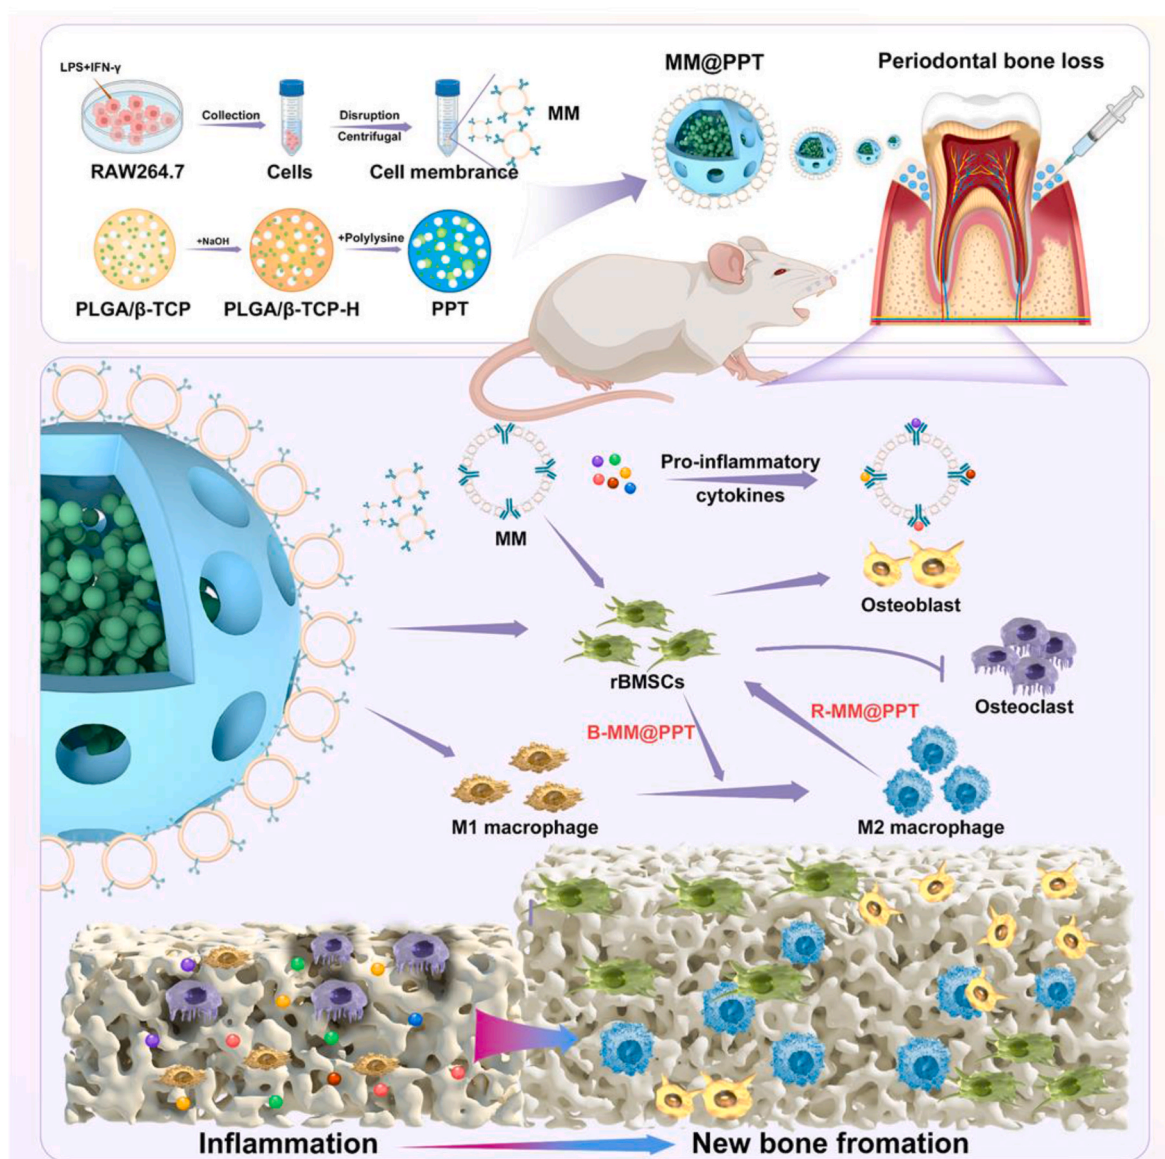 LPS+IFN-γ
RAW264.7
Collection
Cells
Disruption
Centrifugal
Cell membrance
MM
PLGA/β-TCP
+NaOH
PLGA/β-TCP-H
+Polylysine
PPT
MM@PPT
Periodontal bone loss
MM
Pro-inflammatory
cytokines
Osteoblast
rBMSCs
Osteoclast
B-MM@PPT
R-MM@PPT
M1 macrophage
M2 macrophage
Inflammation
New bone fromation